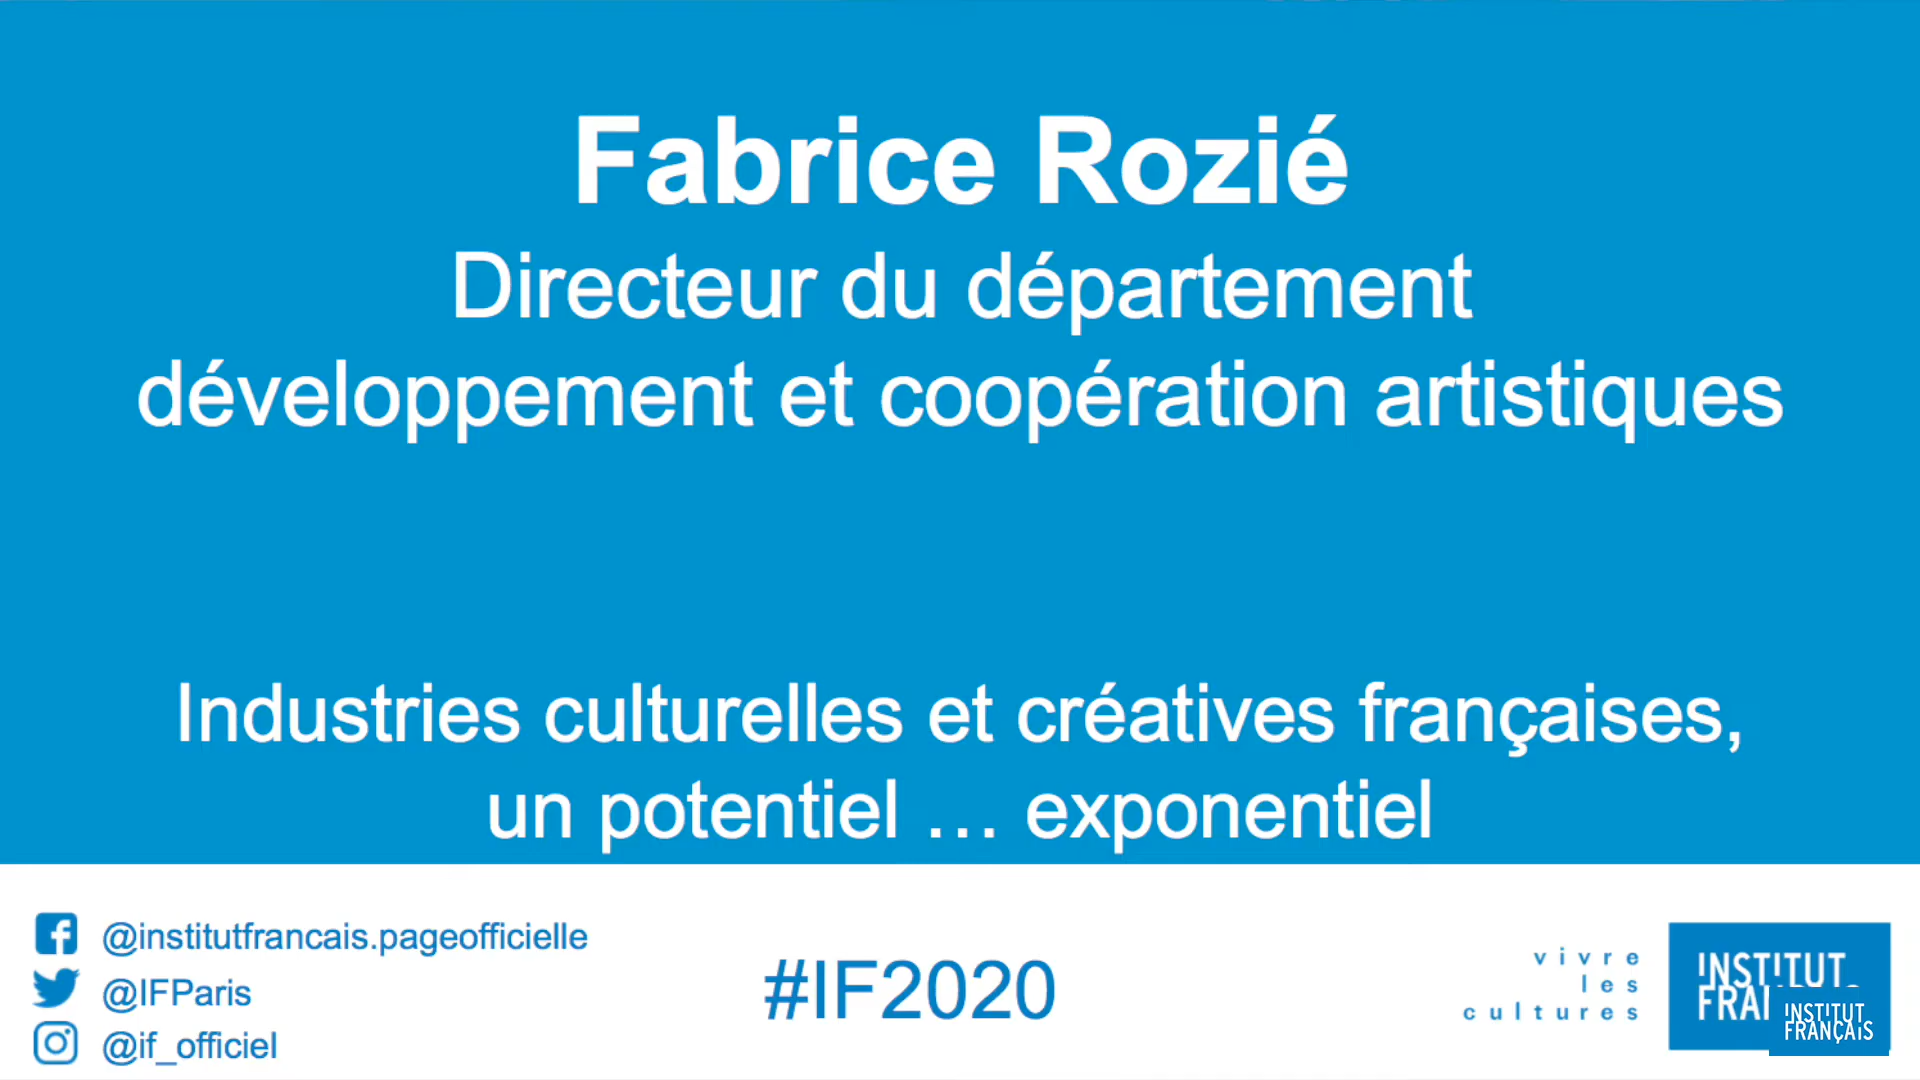 Fabrice Rozié
Directeur du département
développement et coopération artistiques
Industries culturelles et créatives françaises,
un potentiel … exponentiel
@institutfrancais.pageofficielle
@IFParis
@if_officiel
#IF2020
vivre
les
cultures
INSTITUT
INSTITUT
FRANÇAIS